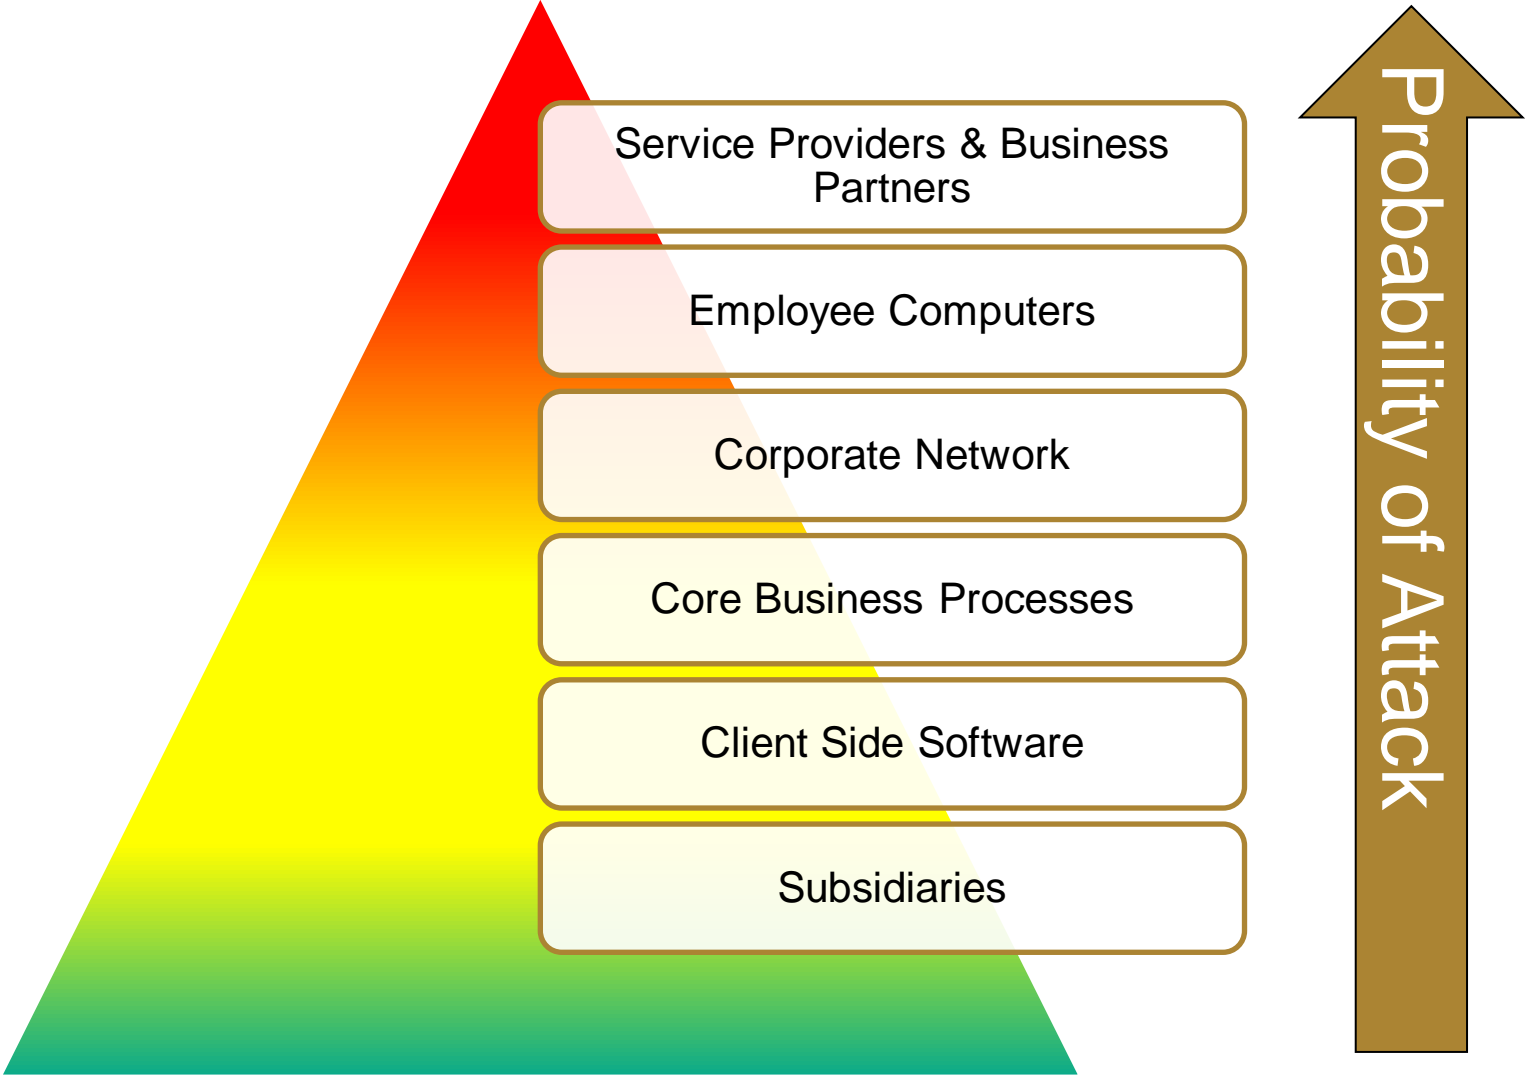 Service Providers & Business
Partners
Employee Computers
Corporate Network
Core Business Processes
Client Side Software
Subsidiaries
Probability of Attack